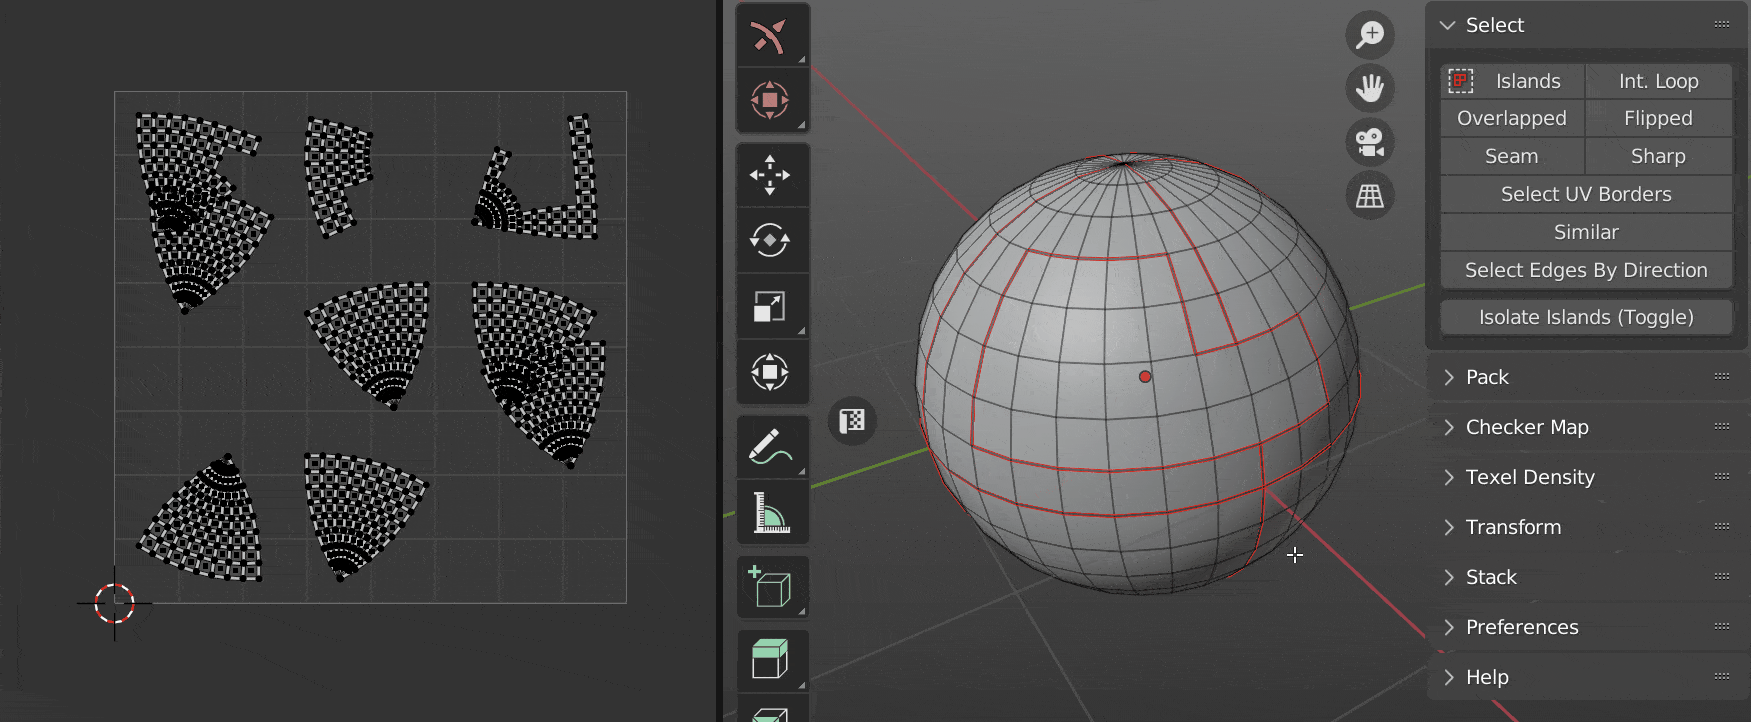 Select
Islands
Int. Loop
Overlapped
Flipped
Seam
Sharp
Select UV Borders
Similar
Select Edges By Direction
Isolate Islands (Toggle)
Pack
Checker Map
Texel Density
Transform
Stack
Preferences
Help